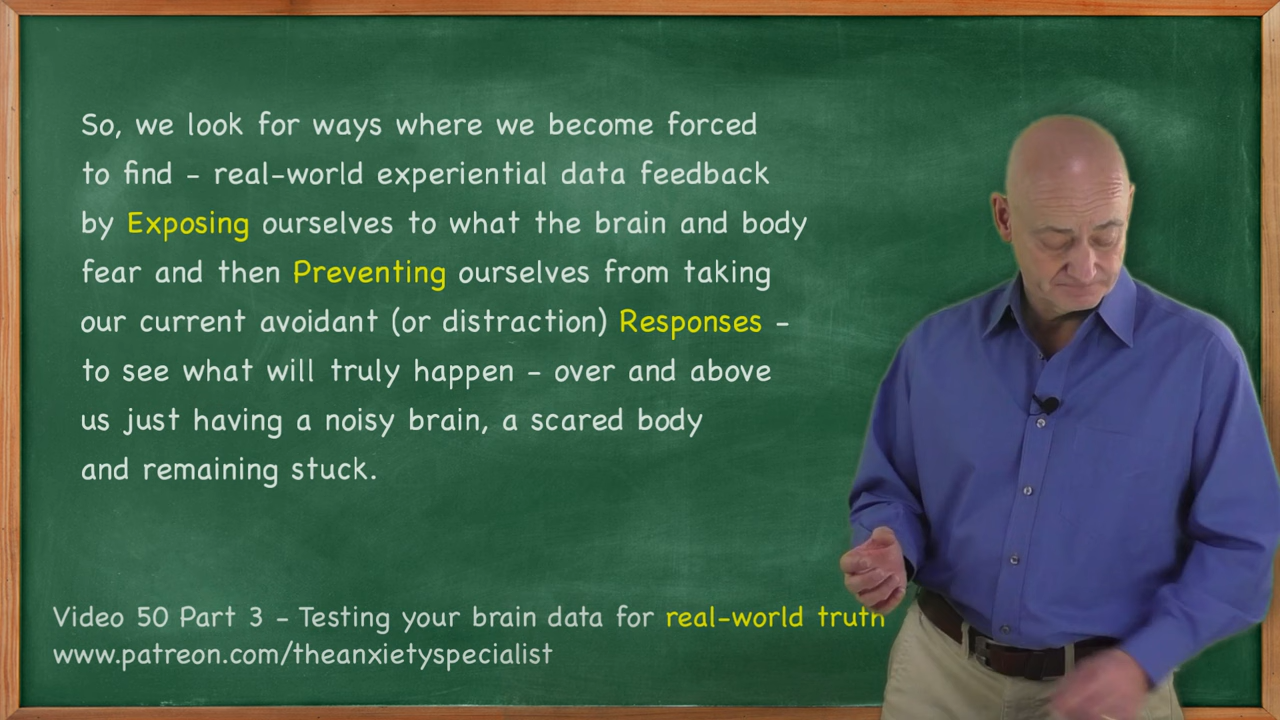 So, we look for ways where we become forced
to find - real-world experiential data feedback
by Exposing ourselves to what the brain and body
fear and then Preventing ourselves from taking
our current avoidant (or distraction) Responses -
to see what will truly happen - over and above
us just having a noisy brain, a scared body
and remaining stuck.
Video 50 Part 3 - Testing your brain data for real-world truth
www.patreon.com/theanxietyspecialist